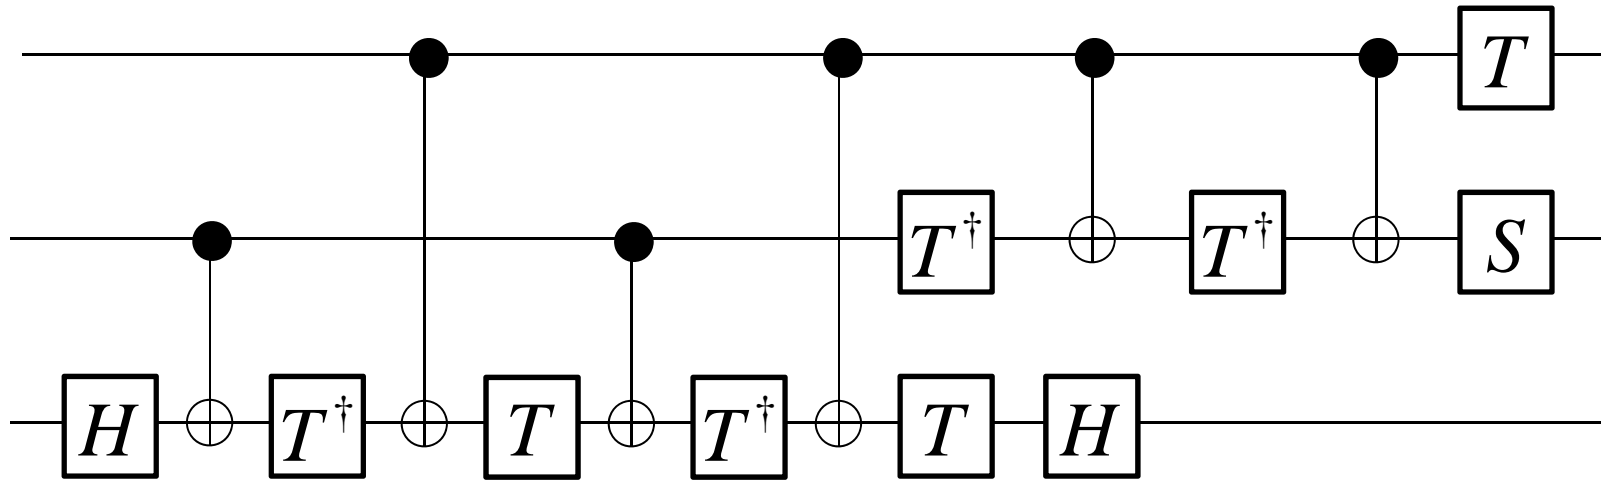 T
T† T† S
H T† T T† T H